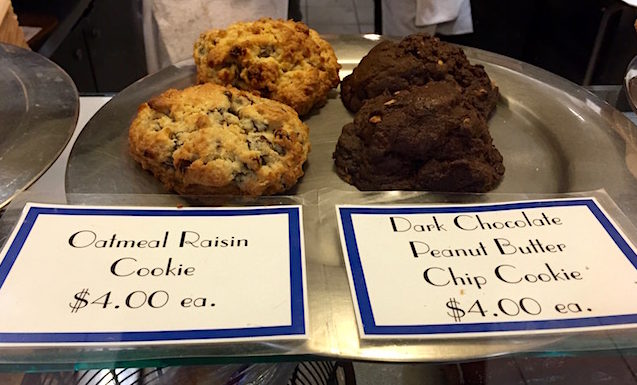 Oatmeal Raisin
Cookie
$4.00 ea.
Dark Chocolate
Peanut Butter
Chip Cookie
$4.00 ea.